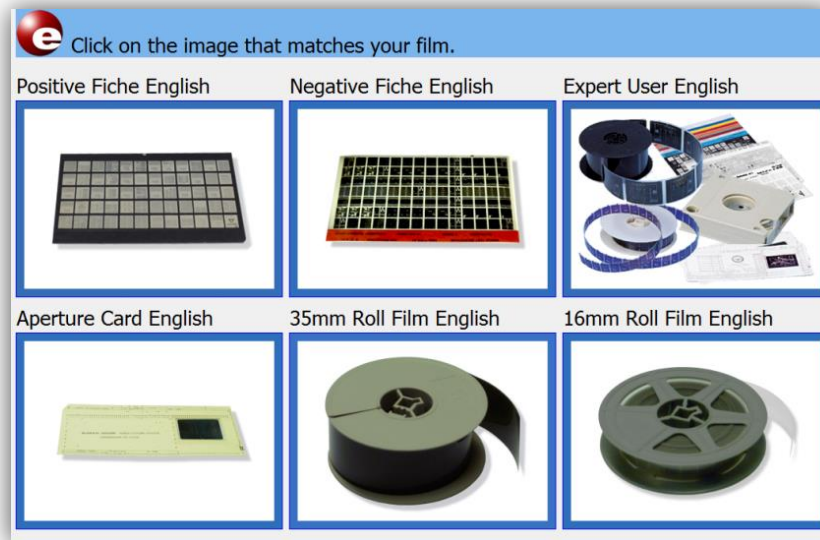 e
Click on the image that matches your film.
Positive Fiche English
Negative Fiche English
Expert User English
Aperture Card English
35mm Roll Film English
16mm Roll Film English